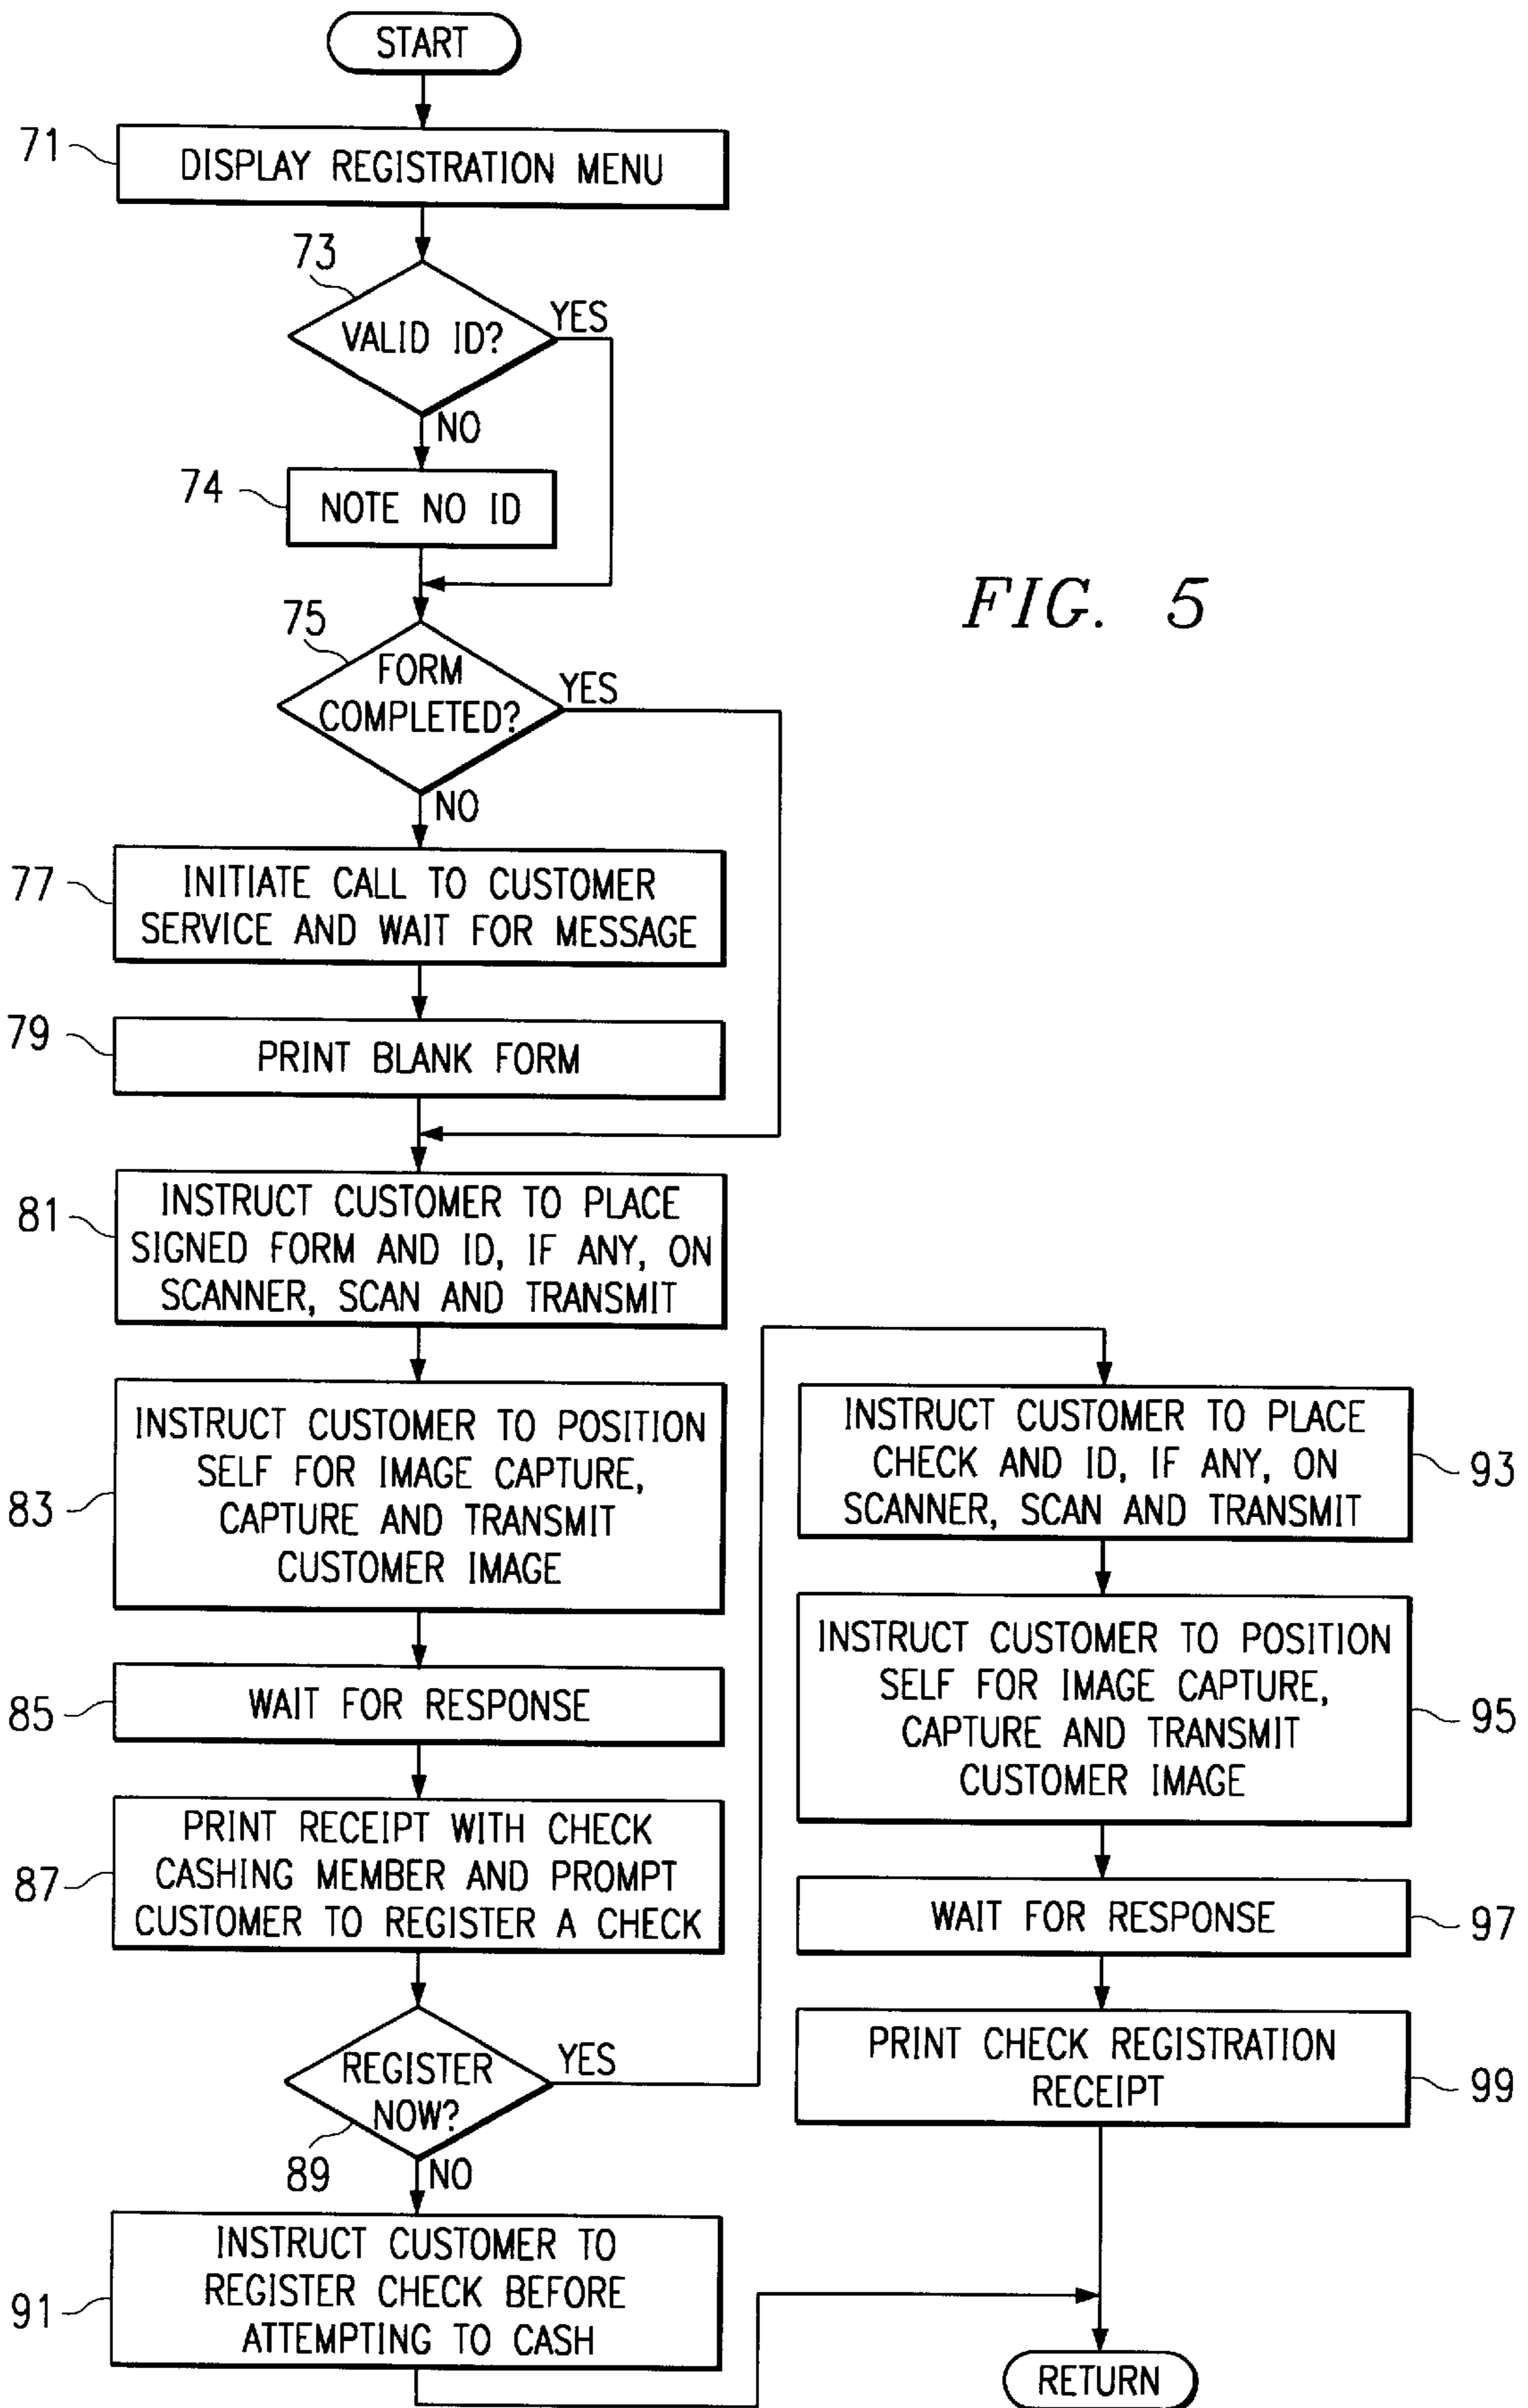 START
71
DISPLAY REGISTRATION MENU
73
VALID ID?
YES
NO
74
NOTE NO ID
FIG. 5
75
FORM
COMPLETED?
YES
NO
77
INITIATE CALL TO CUSTOMER
SERVICE AND WAIT FOR MESSAGE
79
PRINT BLANK FORM
81
INSTRUCT CUSTOMER TO PLACE
SIGNED FORM AND ID, IF ANY, ON
SCANNER, SCAN AND TRANSMIT
83
INSTRUCT CUSTOMER TO POSITION
SELF FOR IMAGE CAPTURE,
CAPTURE AND TRANSMIT
CUSTOMER IMAGE
85
WAIT FOR RESPONSE
87
PRINT RECEIPT WITH CHECK
CASHING MEMBER AND PROMPT
CUSTOMER TO REGISTER A CHECK
REGISTER
NOW?
YES
89
NO
91
INSTRUCT CUSTOMER TO
REGISTER CHECK BEFORE
ATTEMPTING TO CASH
INSTRUCT CUSTOMER TO PLACE
CHECK AND ID, IF ANY, ON
SCANNER, SCAN AND TRANSMIT
93
INSTRUCT CUSTOMER TO POSITION
SELF FOR IMAGE CAPTURE,
CAPTURE AND TRANSMIT
CUSTOMER IMAGE
95
WAIT FOR RESPONSE
97
PRINT CHECK REGISTRATION
RECEIPT
99
RETURN